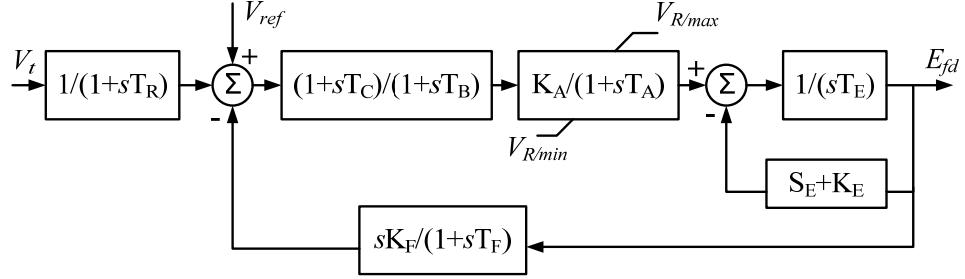 V_ref
V_R/max
V_t
+
+
E_fd
1/(1+sT_R)
Σ
(1+sT_C)/(1+sT_B)
K_A/(1+sT_A)
Σ
1/(sT_E)
-
-
V_R/min
S_E+K_E
sK_F/(1+sT_F)